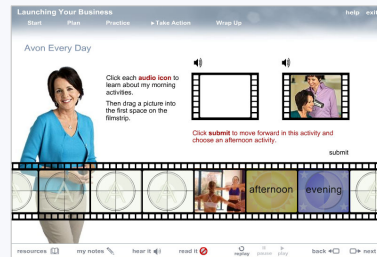 Launching Your Business
help exit
Start Plan Practice ▸Take Action Wrap Up
Avon Every Day
Click each audio icon to
learn about my morning
activities.
Then drag a picture into
the first space on the
filmstrip.
Click submit to move forward in this activity and
choose an afternoon activity.
submit
afternoon evening
resources my notes hear it read it replay pause play back next